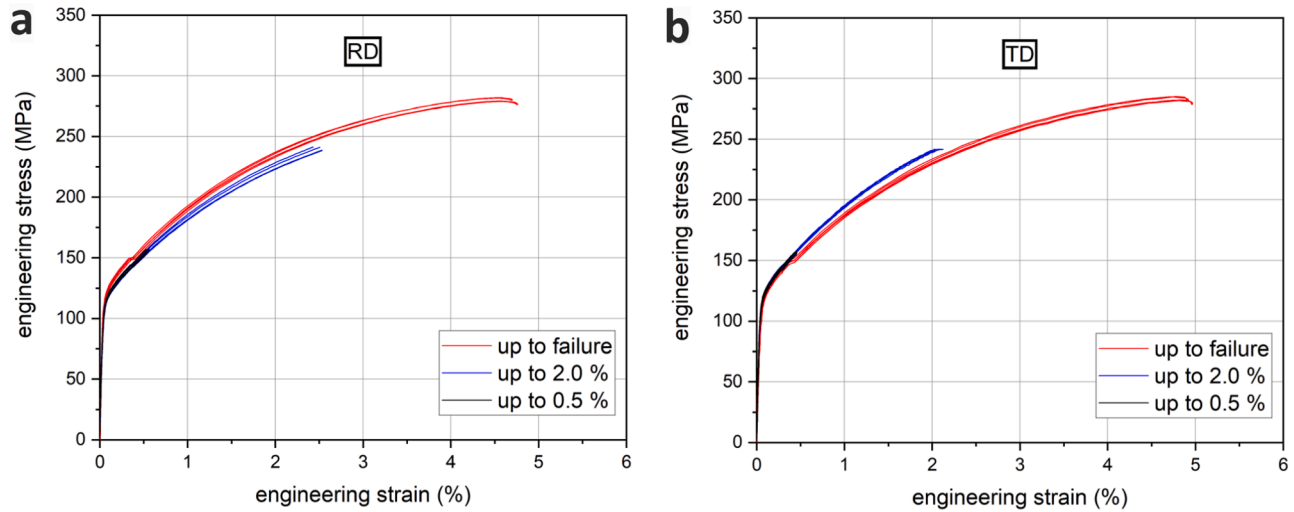 a
RD
350
300
250
200
150
100
50
0
engineering stress (MPa)
up to failure
up to 2.0 %
up to 0.5 %
0 1 2 3 4 5 6
engineering strain (%)
b
TD
350
300
250
200
150
100
50
0
engineering stress (MPa)
up to failure
up to 2.0 %
up to 0.5 %
0 1 2 3 4 5 6
engineering strain (%)